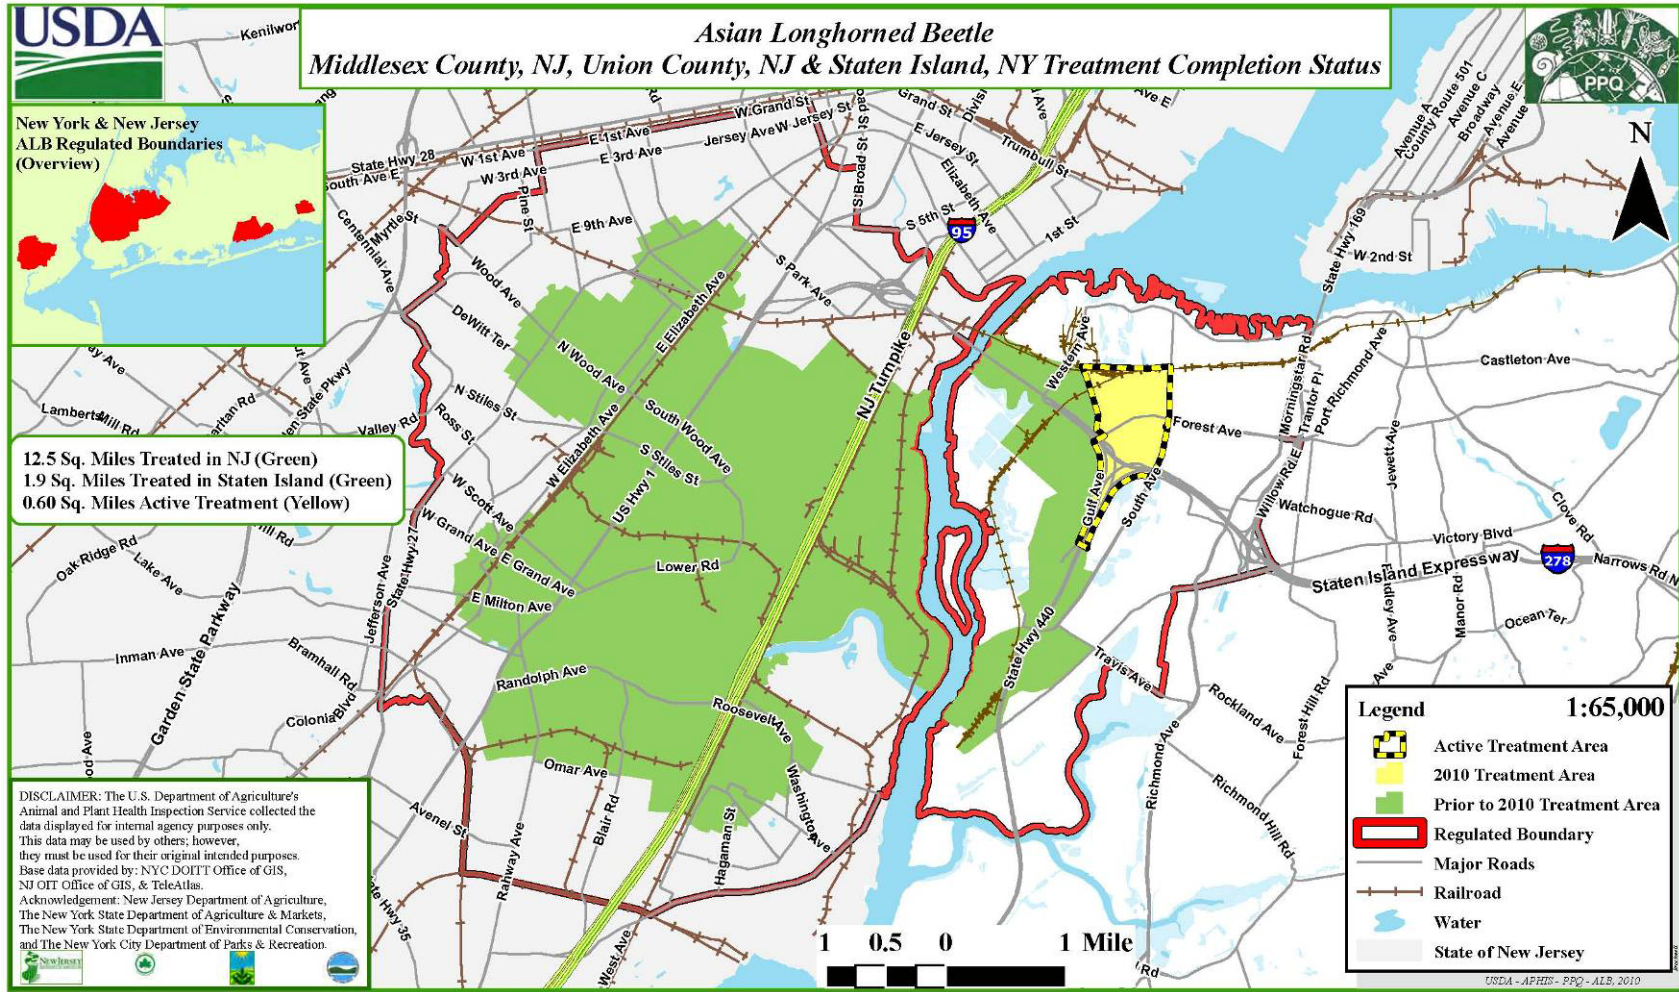 USDA
Asian Longhorned Beetle
Middlesex County, NJ, Union County, NJ & Staten Island, NY Treatment Completion Status
PPQ
New York & New Jersey
ALB Regulated Boundaries
(Overview)
N
12.5 Sq. Miles Treated in NJ (Green)
1.9 Sq. Miles Treated in Staten Island (Green)
0.60 Sq. Miles Active Treatment (Yellow)
State Hwy 28
South Ave E
W 1st Ave
E 1st Ave
W Grand St
W 3rd Ave
E 3rd Ave
Jersey Ave
W Jersey St
S Broad St
Grand St
E Jersey St
Trumbull St
Elizabeth Ave
Ave E
Pine St
E 9th Ave
S 5th St
95
1st St
Centennial Ave
Myrtle St
Wood Ave
DeWitt Ter
S Park Ave
E Elizabeth Ave
N Wood Ave
NJ Turnpike
Avenue A
County Route 501
Avenue C
Broadway
Avenue E
Avenue
State Hwy 169
W 2nd St
Western Ave
Morningstar Rd
Trantor Pl
Port Richmond Ave
Castleton Ave
Forest Ave
Jewett Ave
Willow Rd E
Watchogue Rd
Clove Rd
Victory Blvd
Staten Island Expressway
278
Narrows Rd N
Manor Rd
Ocean Ter
Gulf Ave
South Ave
Valley Rd
Ross St
N Stiles St
South Wood Ave
S Stiles St
W Elizabeth Ave
US Hwy 1
W Scott Ave
W Grand Ave
E Grand Ave
Lower Rd
E Milton Ave
Mill Rd
Oak Ridge Rd
Lake Ave
Jefferson Ave
State Hwy 27
Garden State Parkway
Inman Ave
Bramhall Rd
Colonia Blvd
Randolph Ave
Roosevelt Ave
State Hwy 440
Travis Ave
Rockland Ave
Forest Hill Rd
Richmond Ave
Richmond Hill Rd
Omar Ave
Washington Ave
Avenel St
Blair Rd
Rahway Ave
Hagaman St
West Ave
Legend
1:65,000
Active Treatment Area
2010 Treatment Area
Prior to 2010 Treatment Area
Regulated Boundary
Major Roads
Railroad
Water
State of New Jersey
DISCLAIMER: The U.S. Department of Agriculture's
Animal and Plant Health Inspection Service collected the
data displayed for internal agency purposes only.
This data may be used by others; however,
they must be used for their original intended purposes.
Base data provided by: NYC DOITT Office of GIS,
NJ OIT Office of GIS, & TeleAtlas.
Acknowledgement: New Jersey Department of Agriculture,
The New York State Department of Agriculture & Markets,
The New York State Department of Environmental Conservation,
and The New York City Department of Parks & Recreation.
1 0.5 0 1 Mile
USDA - APHIS - PPQ - ALB, 2010